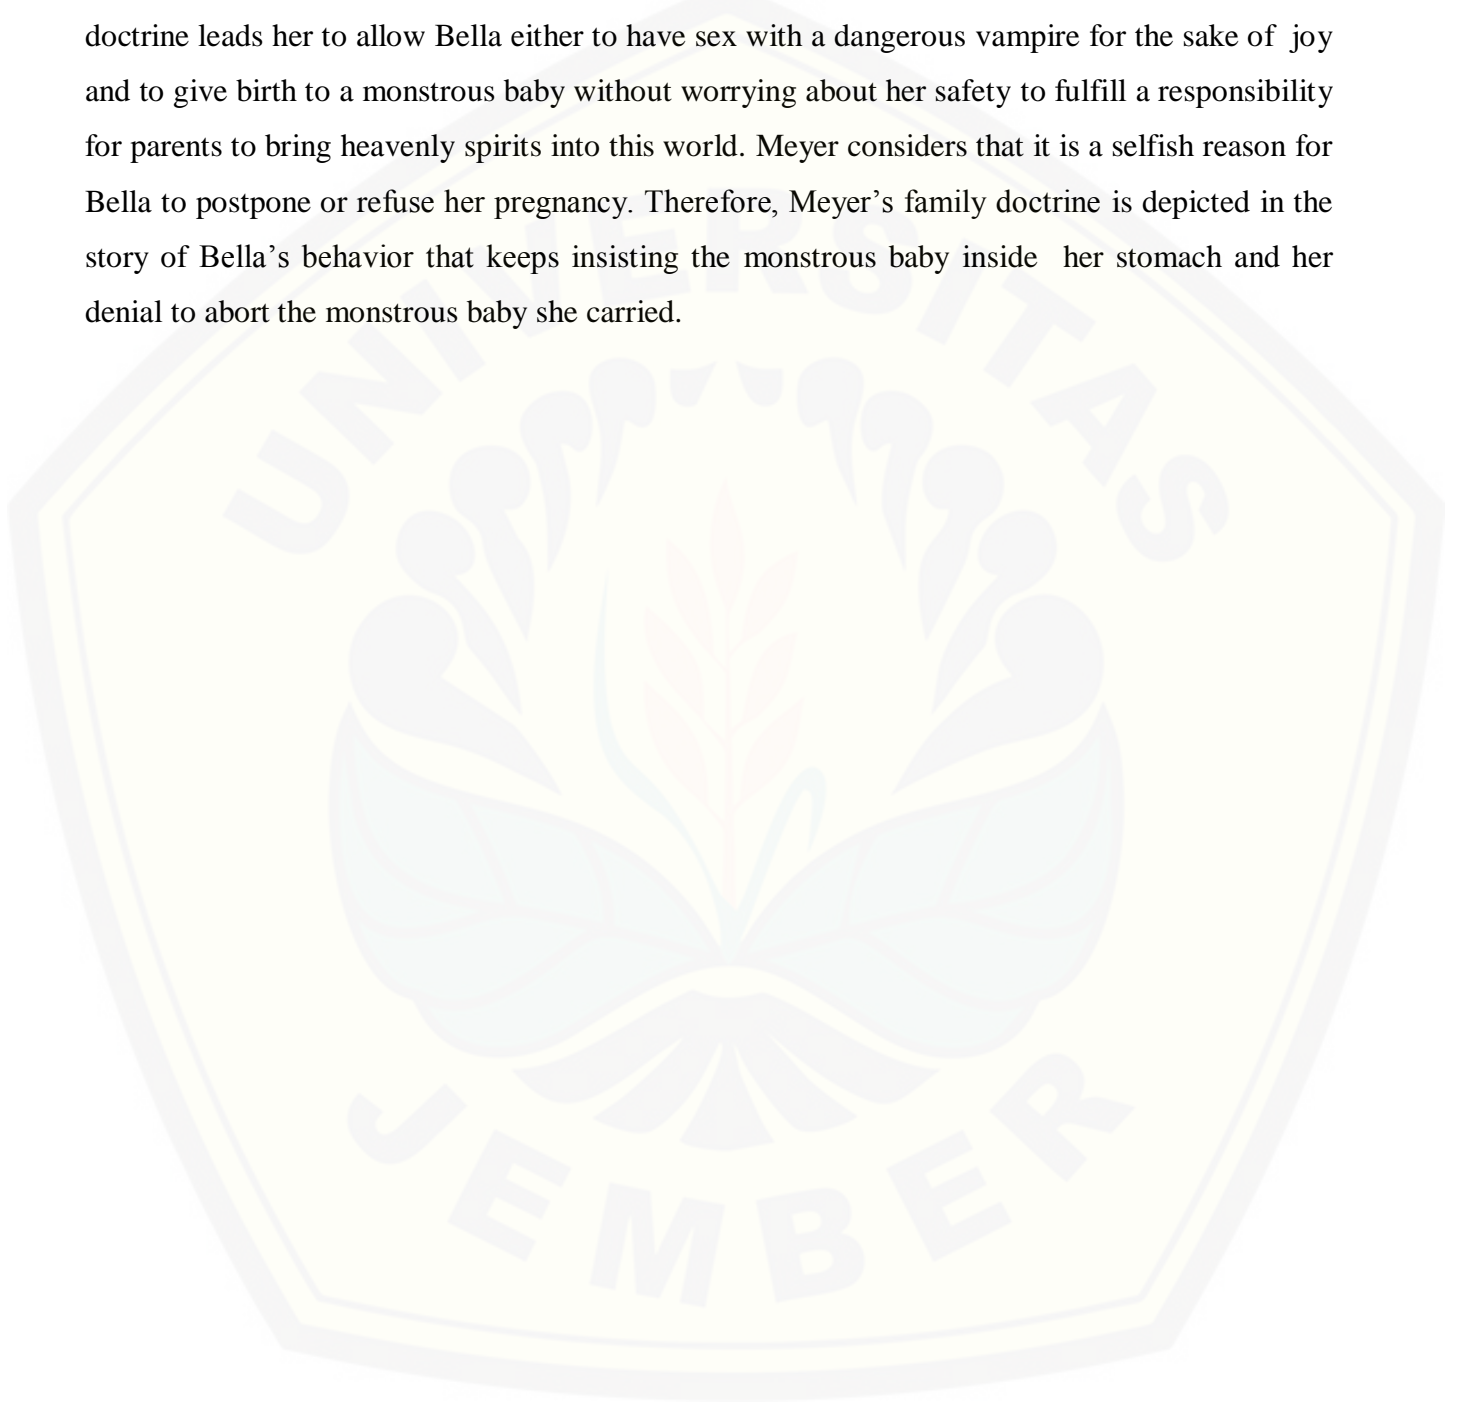 doctrine leads her to allow Bella either to have sex with a dangerous vampire for the sake of joy
and to give birth to a monstrous baby without worrying about her safety to fulfill a responsibility
for parents to bring heavenly spirits into this world. Meyer considers that it is a selfish reason for
Bella to postpone or refuse her pregnancy. Therefore, Meyer’s family doctrine is depicted in the
story of Bella’s behavior that keeps insisting the monstrous baby inside her stomach and her
denial to abort the monstrous baby she carried.
UNIVERSITAS
JEMBER